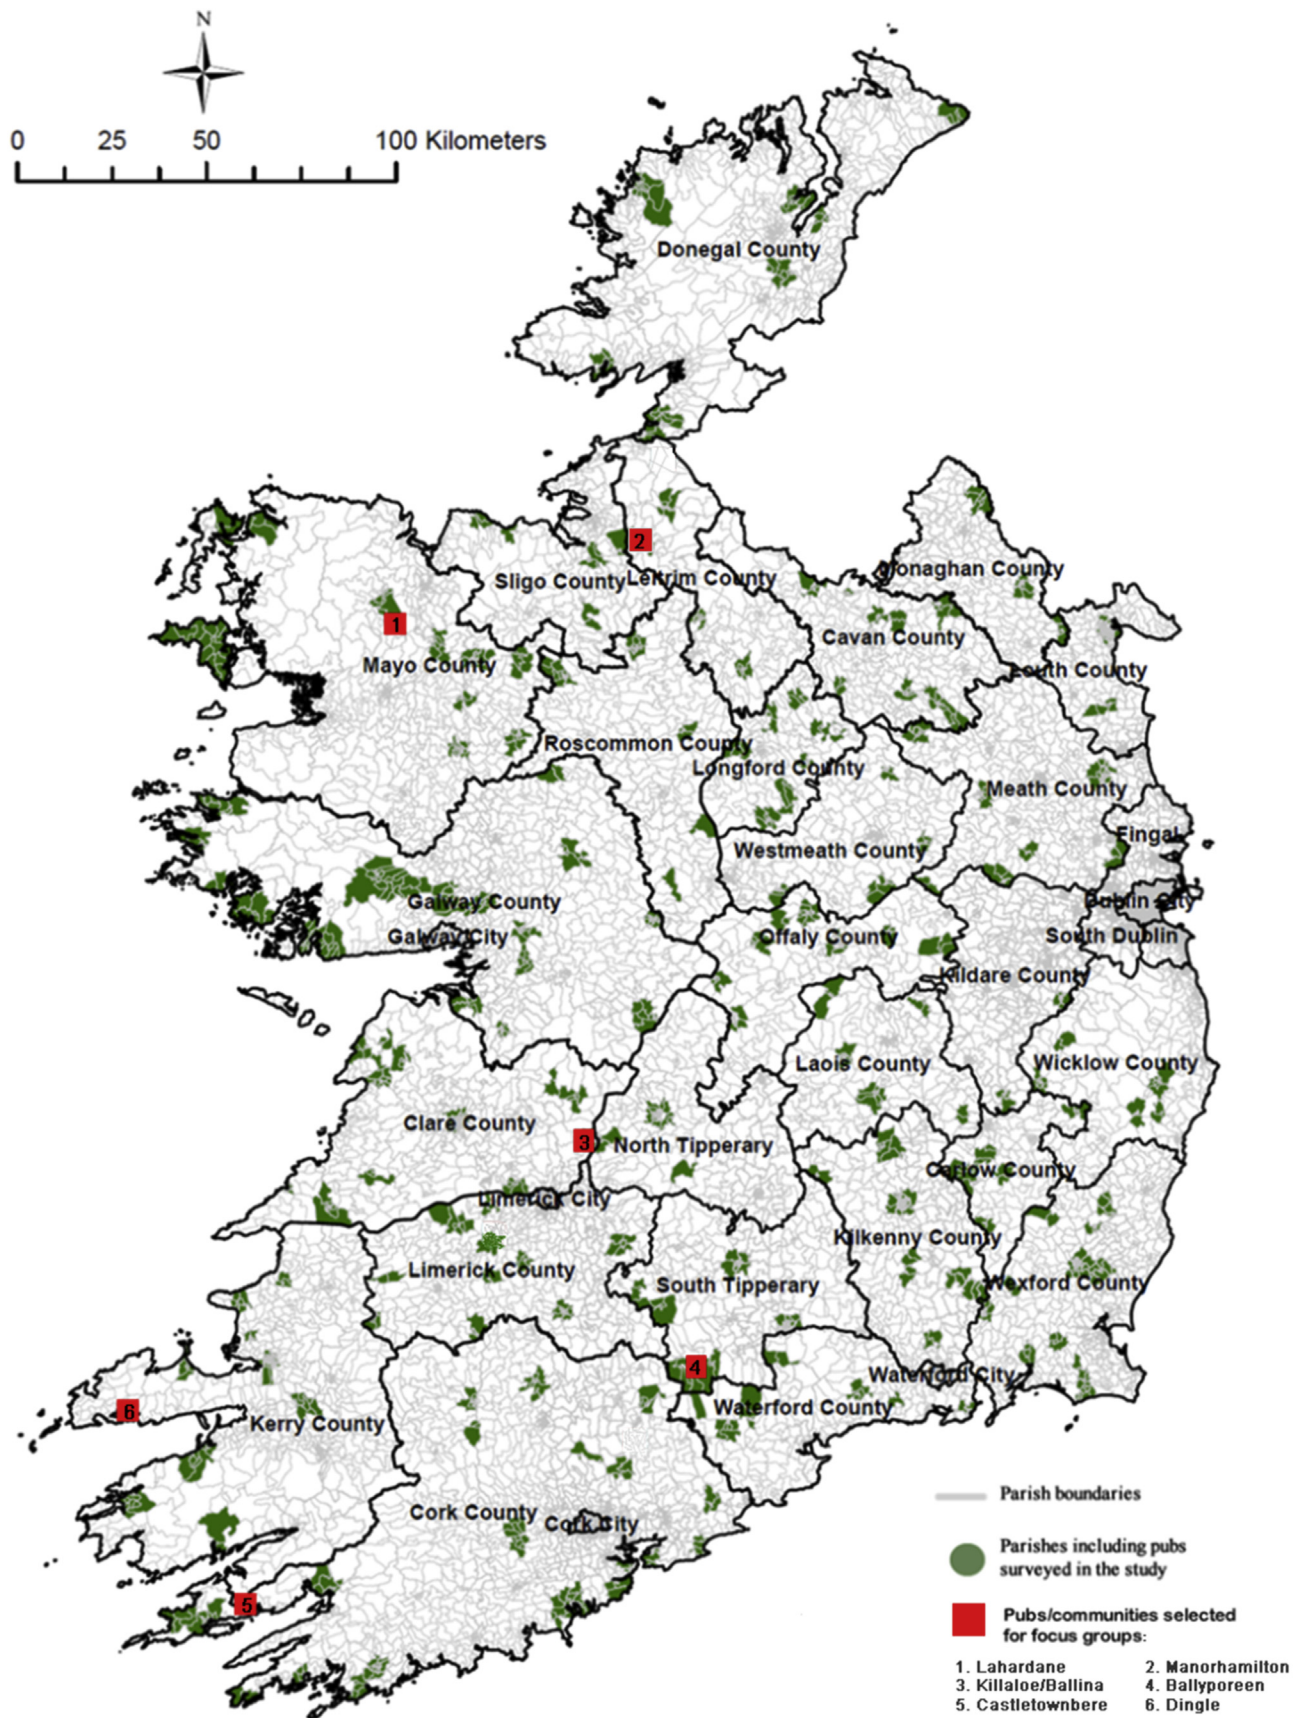 N
0 25 50 100 Kilometers
Donegal County
Monaghan County
Sligo County
Leitrim County
2
1
Cavan County
Mayo County
Louth County
Roscommon County
Longford County
Meath County
Fingal
Westmeath County
Galway County
Dublin City
Galway City
Offaly County
South Dublin
Kildare County
Laois County
Wicklow County
Clare County
3
North Tipperary
Carlow County
Limerick City
Kilkenny County
Limerick County
South Tipperary
Wexford County
4
Waterford City
6
Kerry County
Waterford County
Cork County
Cork City
5
Parish boundaries
Parishes including pubs
surveyed in the study
Pubs/communities selected
for focus groups:
1. Lahardane 2. Manorhamilton
3. Killaloe/Ballina 4. Ballyporeen
5. Castletownbere 6. Dingle